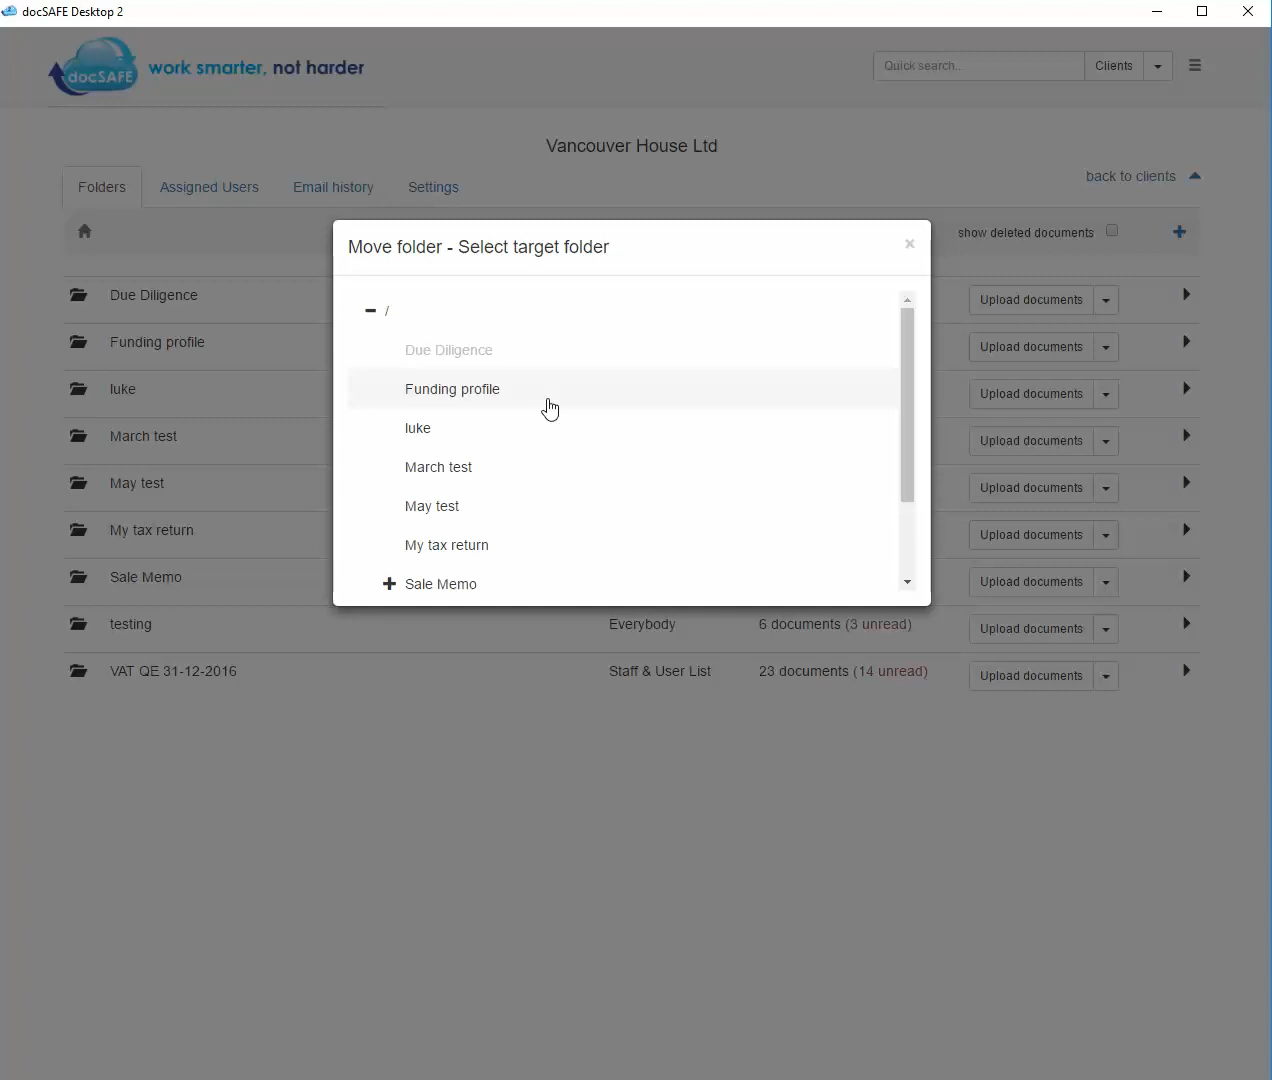 docSAFE Desktop 2
docSAFE work smarter, not harder
Quick search..
Clients
Vancouver House Ltd
Folders
Assigned Users
Email history
Settings
back to clients
show deleted documents
Move folder - Select target folder
×
/
Due Diligence
Funding profile
luke
March test
May test
My tax return
Sale Memo
Due Diligence Upload documents
Funding profile Upload documents
luke Upload documents
March test Upload documents
May test Upload documents
My tax return Upload documents
Sale Memo Upload documents
testing Everybody 6 documents (3 unread) Upload documents
VAT QE 31-12-2016 Staff & User List 23 documents (14 unread) Upload documents